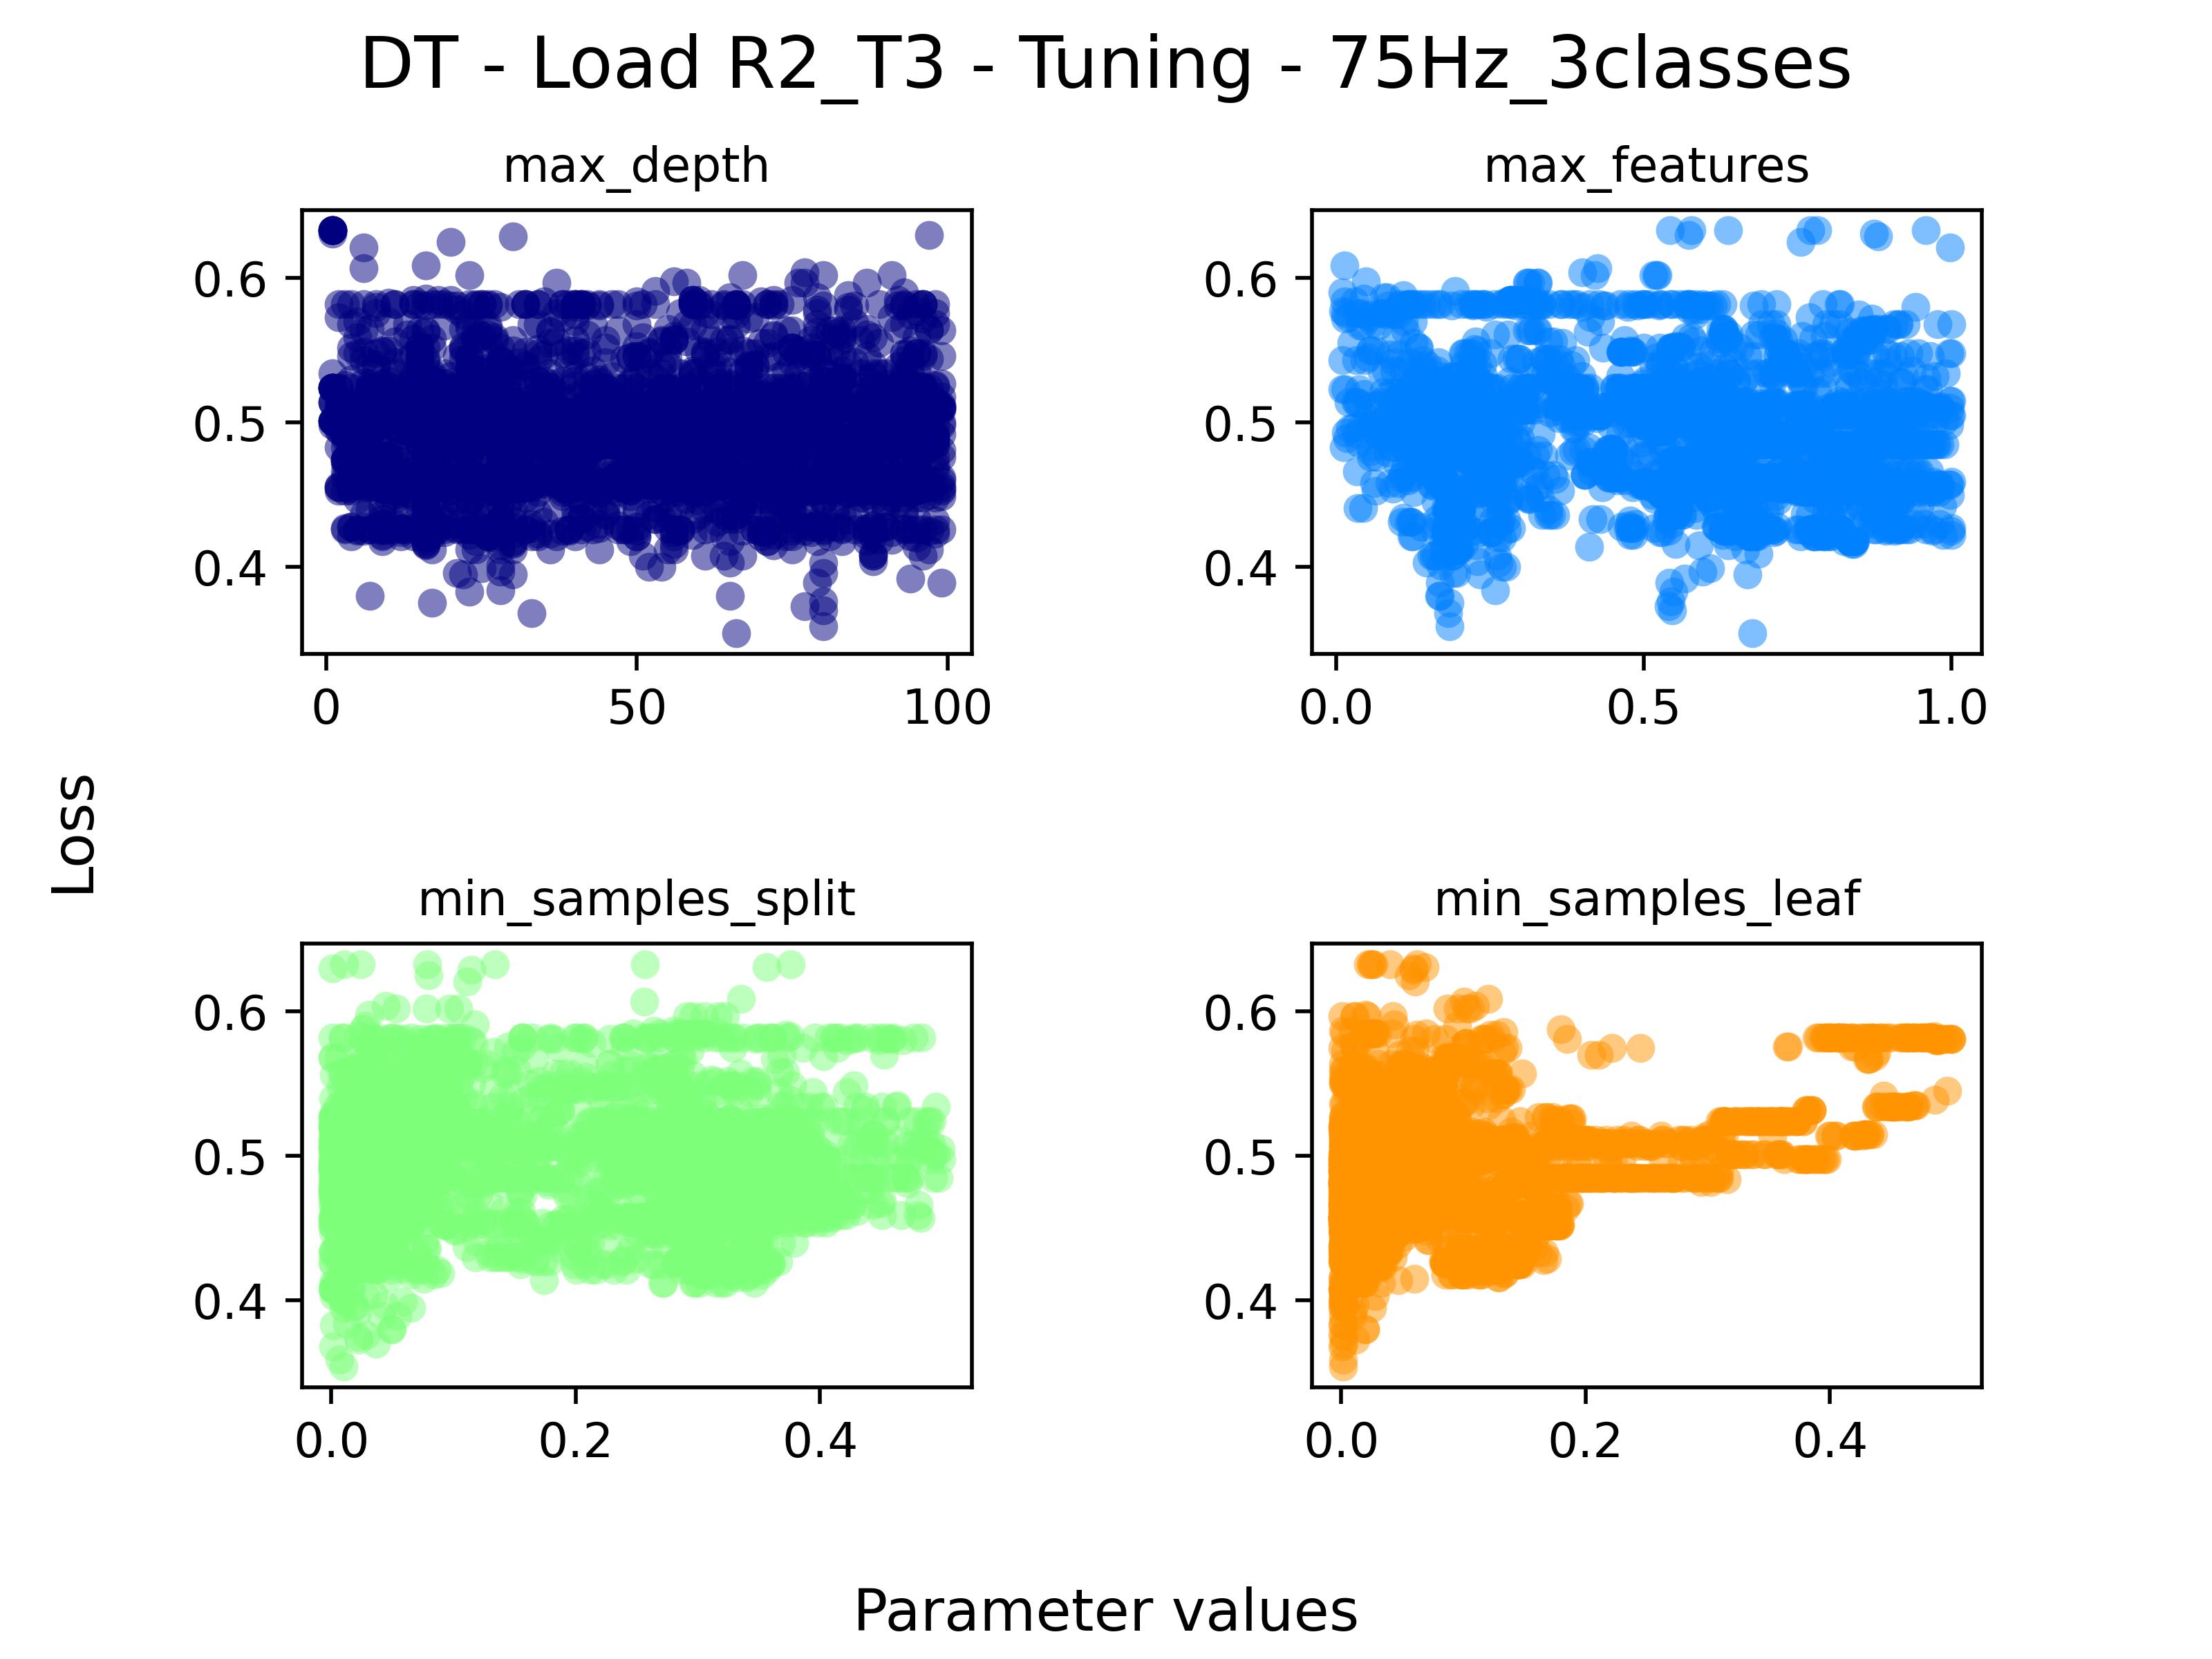 DT - Load R2_T3 - Tuning - 75Hz_3classes
max_depth
0.6
0.5
0.4
0 50 100
max_features
0.6
0.5
0.4
0.0 0.5 1.0
Loss
min_samples_split
0.6
0.5
0.4
0.0 0.2 0.4
min_samples_leaf
0.6
0.5
0.4
0.0 0.2 0.4
Parameter values